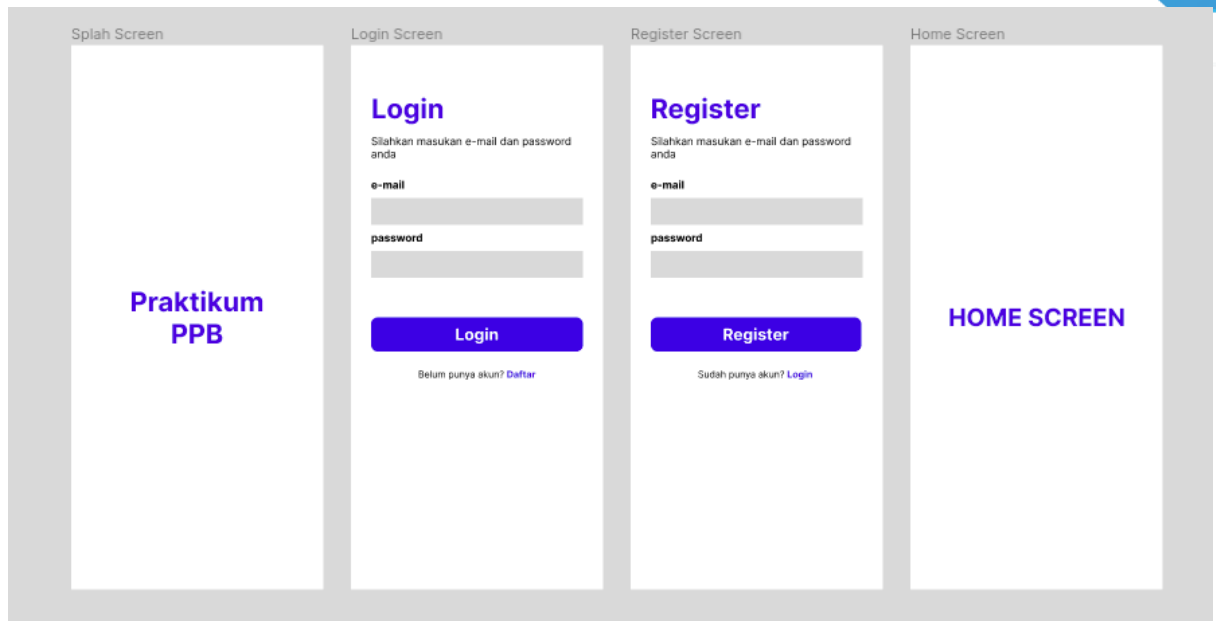 Splah Screen
Praktikum
PPB
Login Screen
Login
Silahkan masukan e-mail dan password
anda
e-mail
password
Login
Belum punya akun? Daftar
Register Screen
Register
Silahkan masukan e-mail dan password
anda
e-mail
password
Register
Sudah punya akun? Login
Home Screen
HOME SCREEN